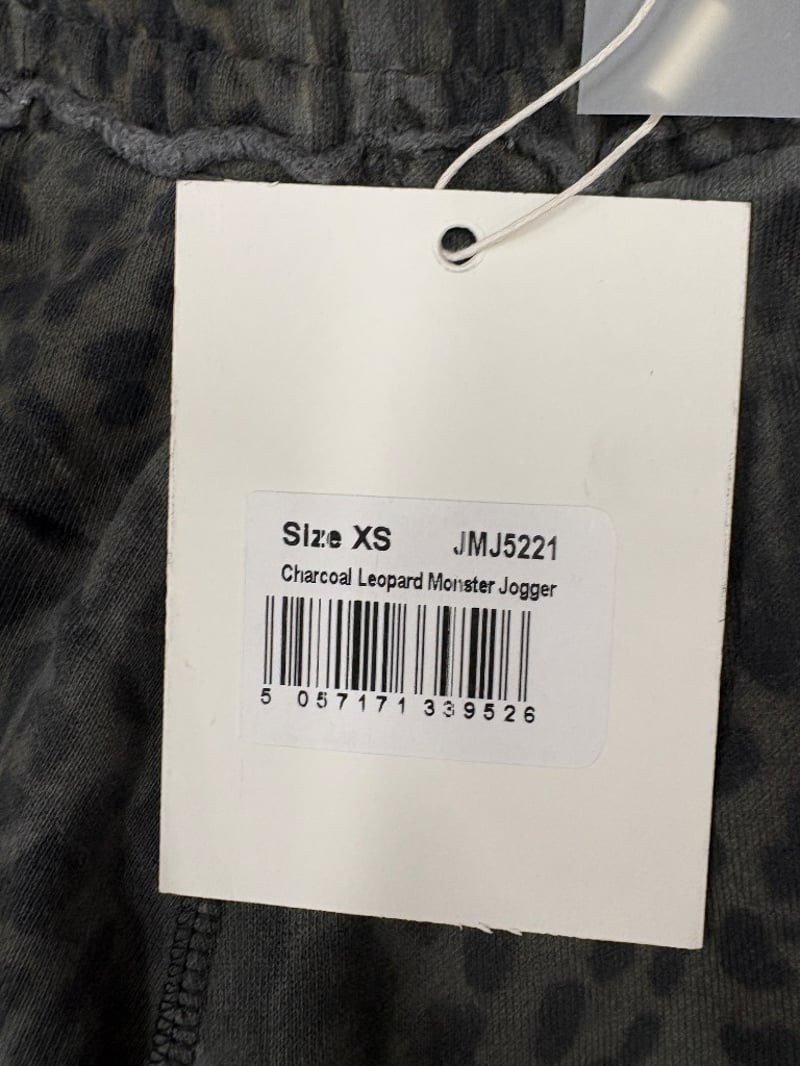 Size XS JMJ5221
Charcoal Leopard Monster Jogger
5 057171 339526